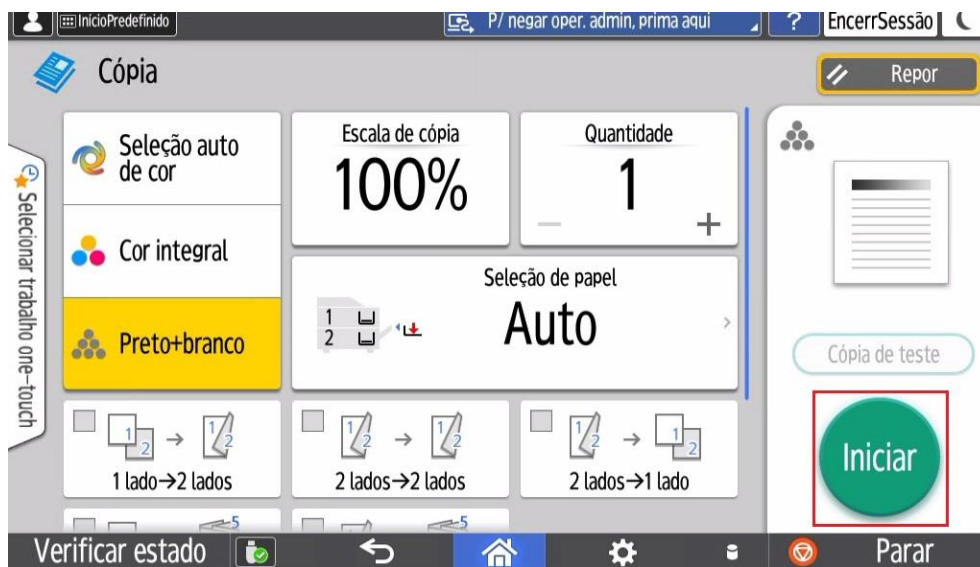 InícioPredefinido
P/ negar oper. admin, prima aqui
?
EncerrSessão
Cópia
Repor
Selecionar trabalho one-touch
Seleção auto
de cor
Cor integral
Preto+branco
Escala de cópia
100%
Quantidade
1
− +
Seleção de papel
1
2
Auto
Cópia de teste
Iniciar
1 2 → 1 2
1 lado→2 lados
1 2 → 1 2
2 lados→2 lados
1 2 → 1 2
2 lados→1 lado
5
5
Verificar estado
Parar